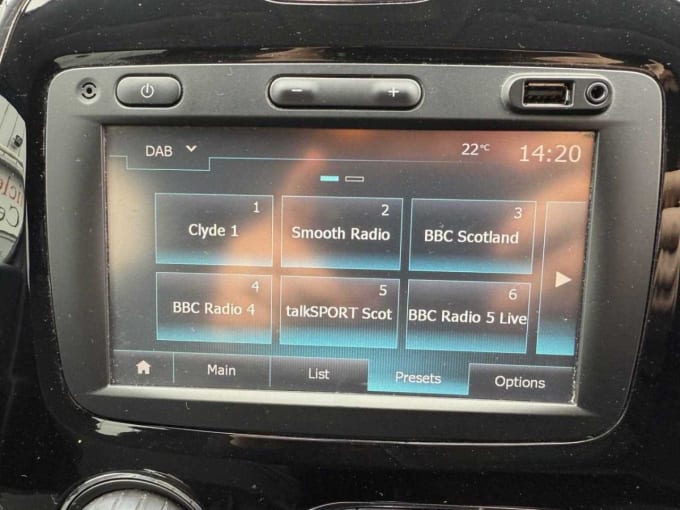 − +
DAB 22°C 14:20
1 2 3
Clyde 1 Smooth Radio BBC Scotland
4 5 6
BBC Radio 4 talkSPORT Scot BBC Radio 5 Live
Main List Presets Options